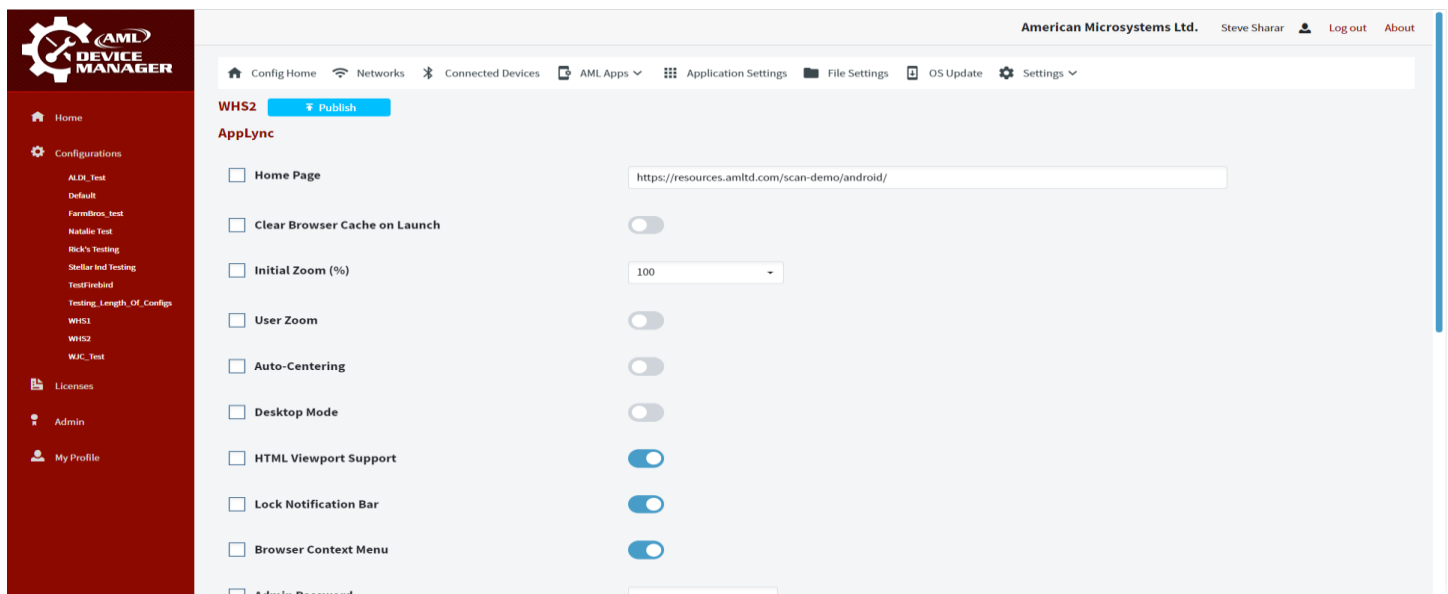 AML
DEVICE
MANAGER
American Microsystems Ltd. Steve Sharar Log out About
Config Home Networks Connected Devices AML Apps Application Settings File Settings OS Update Settings
WHS2 Publish
AppLync
Home
Configurations
ALDI_Test
Default
FarmBros_test
Natalie Test
Rick's Testing
Stellar Ind Testing
TestFirebird
Testing_Length_Of_Configs
WHS1
WHS2
WJC_Test
Licenses
Admin
My Profile
Home Page https://resources.amltd.com/scan-demo/android/
Clear Browser Cache on Launch
Initial Zoom (%) 100
User Zoom
Auto-Centering
Desktop Mode
HTML Viewport Support
Lock Notification Bar
Browser Context Menu
Admin Password